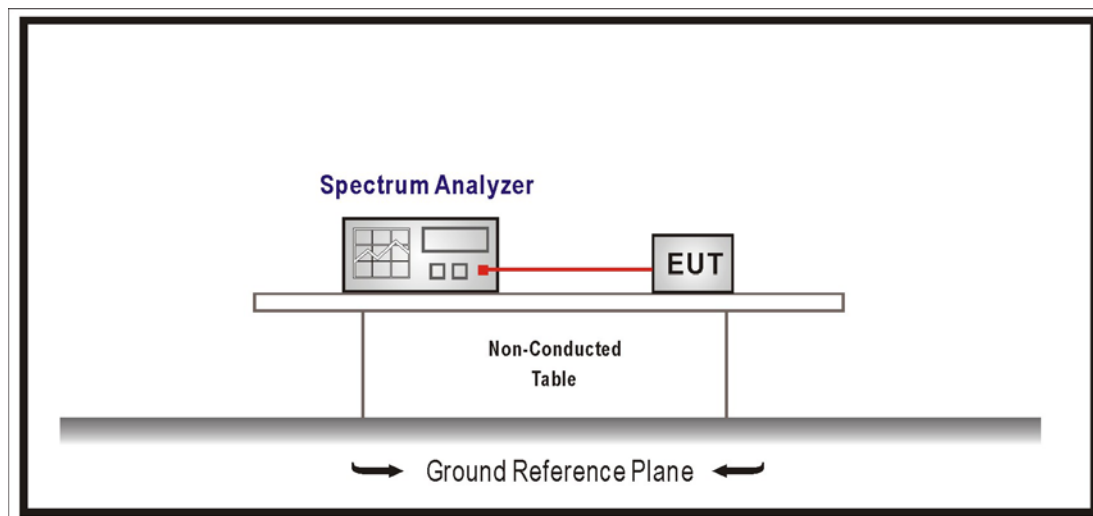 Spectrum Analyzer
EUT
Non-Conducted
Table
Ground Reference Plane